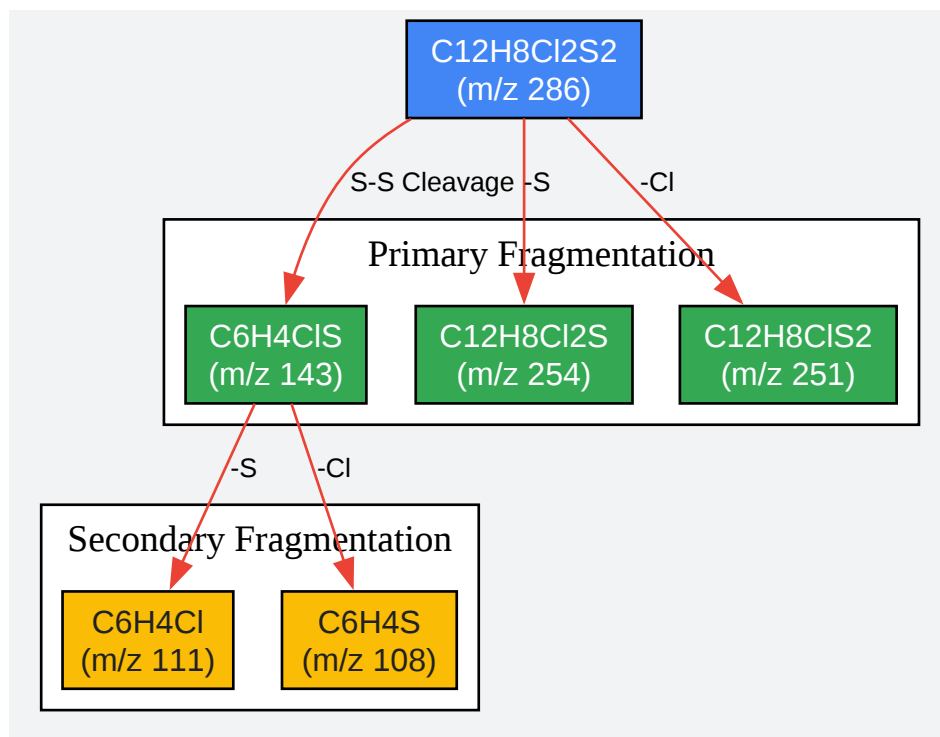 C12H8Cl2S2
(m/z 286)
S-S Cleavage
-S
-Cl
Primary Fragmentation
C6H4ClS
(m/z 143)
C12H8Cl2S
(m/z 254)
C12H8ClS2
(m/z 251)
-S
-Cl
Secondary Fragmentation
C6H4Cl
(m/z 111)
C6H4S
(m/z 108)